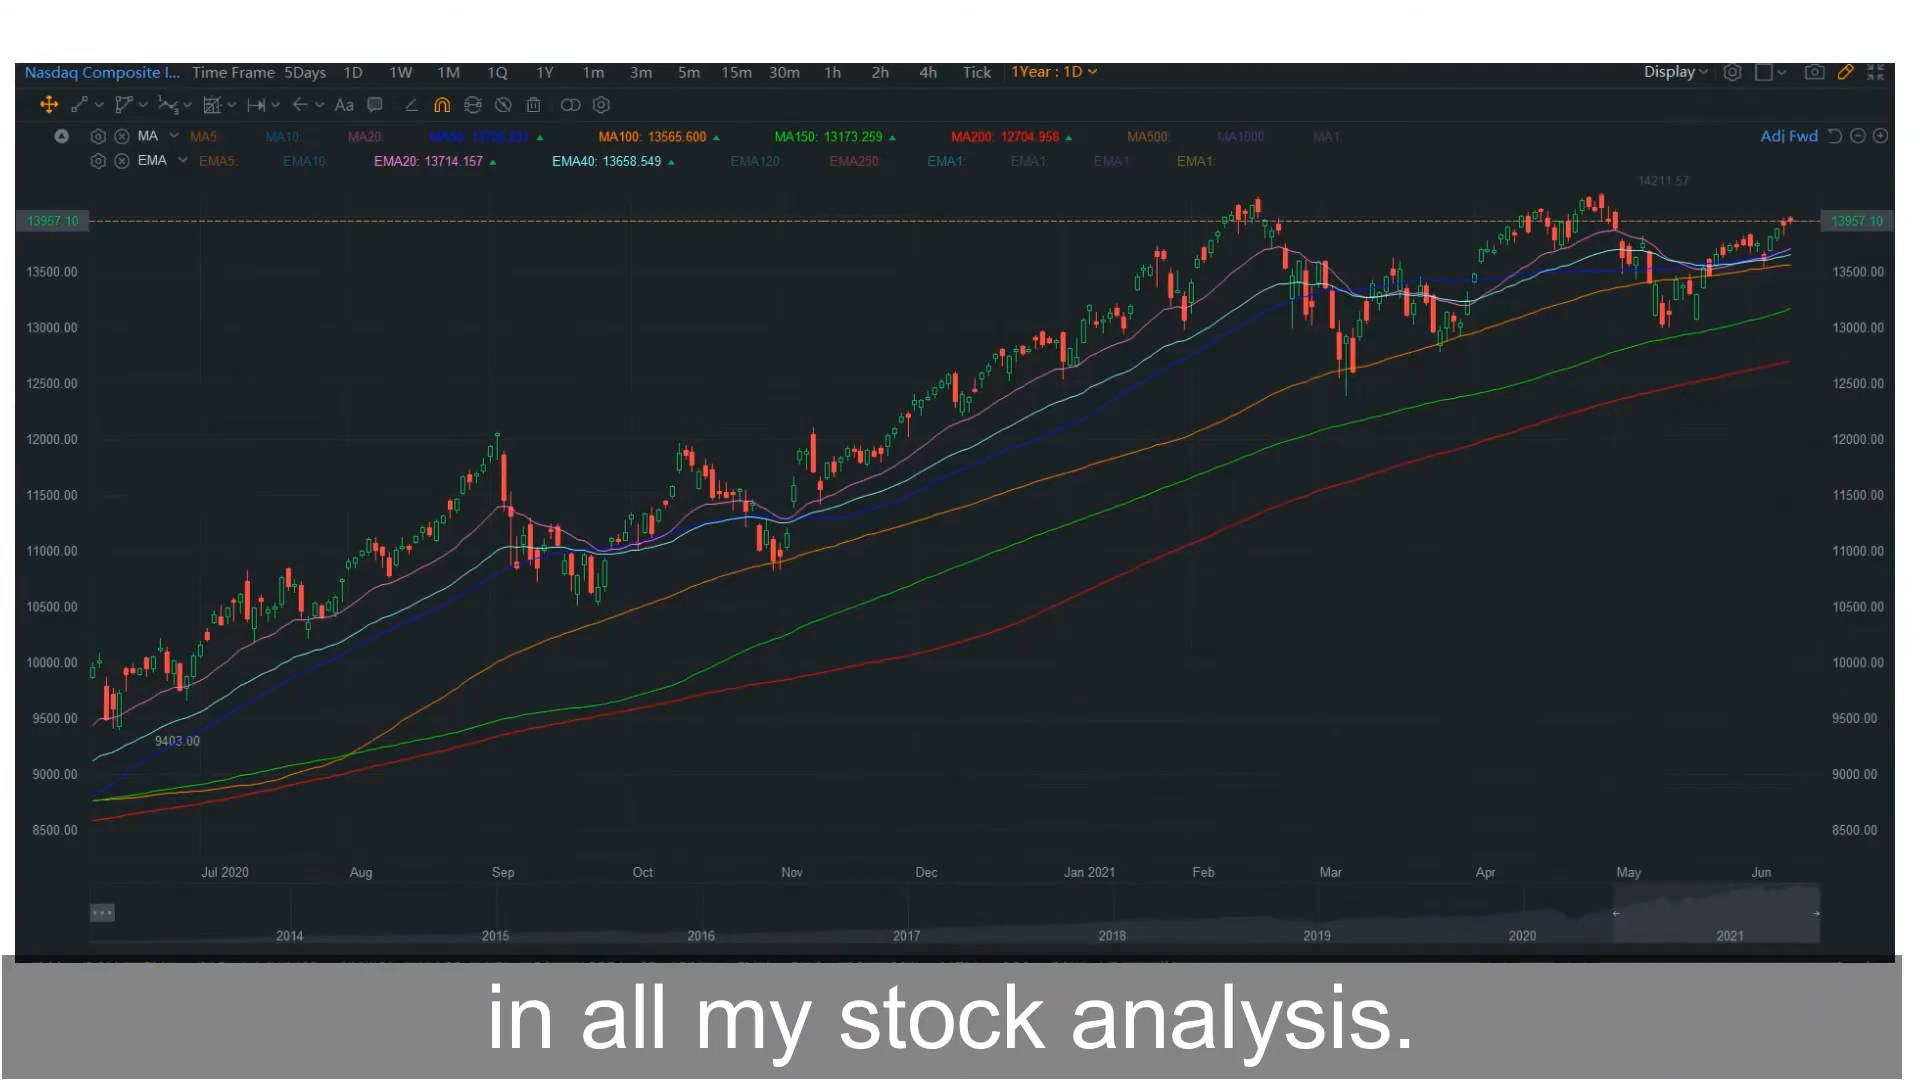 Nasdaq Composite I... Time Frame 5Days 1D 1W 1M 1Q 1Y 1m 3m 5m 15m 30m 1h 2h 4h Tick 1Year : 1D Display
Aa
MA MA5: MA10: MA20: MA50: MA100: 13565.600 MA150: 13173.259 MA200: 12704.958 MA500: MA1000 MA1: Adj Fwd
EMA EMA5: EMA10: EMA20: 13714.157 EMA40: 13658.549 EMA120: EMA250 EMA1: EMA1: EMA1: EMA1:
14211.57
13957.10 13957.10
13500.00 13500.00
13000.00 13000.00
12500.00 12500.00
12000.00 12000.00
11500.00 11500.00
11000.00 11000.00
10500.00 10500.00
10000.00 10000.00
9500.00 9500.00
9403.00
9000.00 9000.00
8500.00 8500.00
Jul 2020 Aug Sep Oct Nov Dec Jan 2021 Feb Mar Apr May Jun
2014 2015 2016 2017 2018 2019 2020 2021
in all my stock analysis.